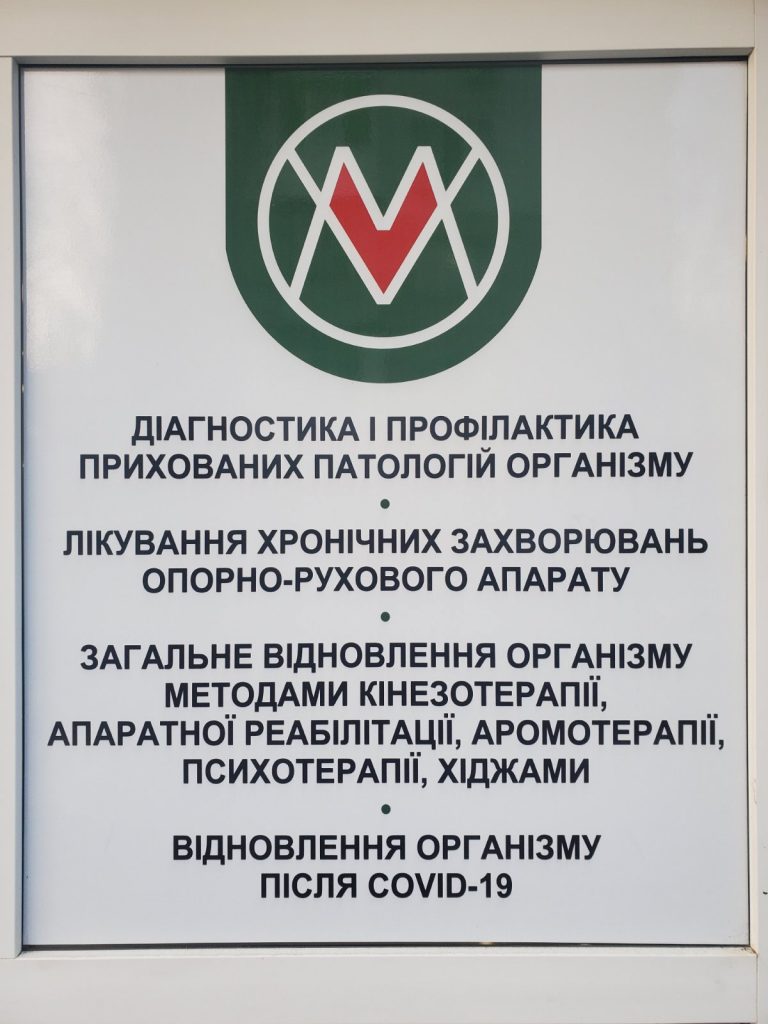 ДІАГНОСТИКА І ПРОФІЛАКТИКА
ПРИХОВАНИХ ПАТОЛОГІЙ ОРГАНІЗМУ
•
ЛІКУВАННЯ ХРОНІЧНИХ ЗАХВОРЮВАНЬ
ОПОРНО-РУХОВОГО АПАРАТУ
•
ЗАГАЛЬНЕ ВІДНОВЛЕННЯ ОРГАНІЗМУ
МЕТОДАМИ КІНЕЗОТЕРАПІЇ,
АПАРАТНОЇ РЕАБІЛІТАЦІЇ, АРОМОТЕРАПІЇ,
ПСИХОТЕРАПІЇ, ХІДЖАМИ
•
ВІДНОВЛЕННЯ ОРГАНІЗМУ
ПІСЛЯ COVID-19